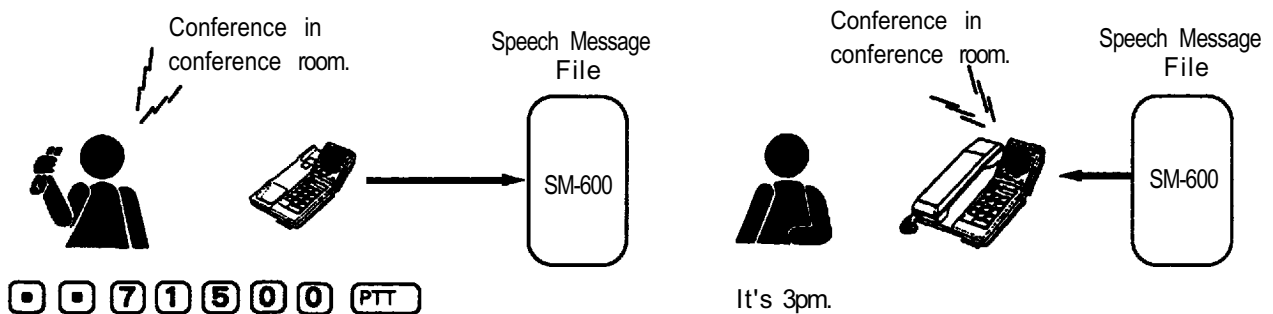 Conference in
conference room.
Speech Message
File
SM-600
7 1 5 0 0 PTT
Conference in
conference room.
Speech Message
File
SM-600
It's 3pm.